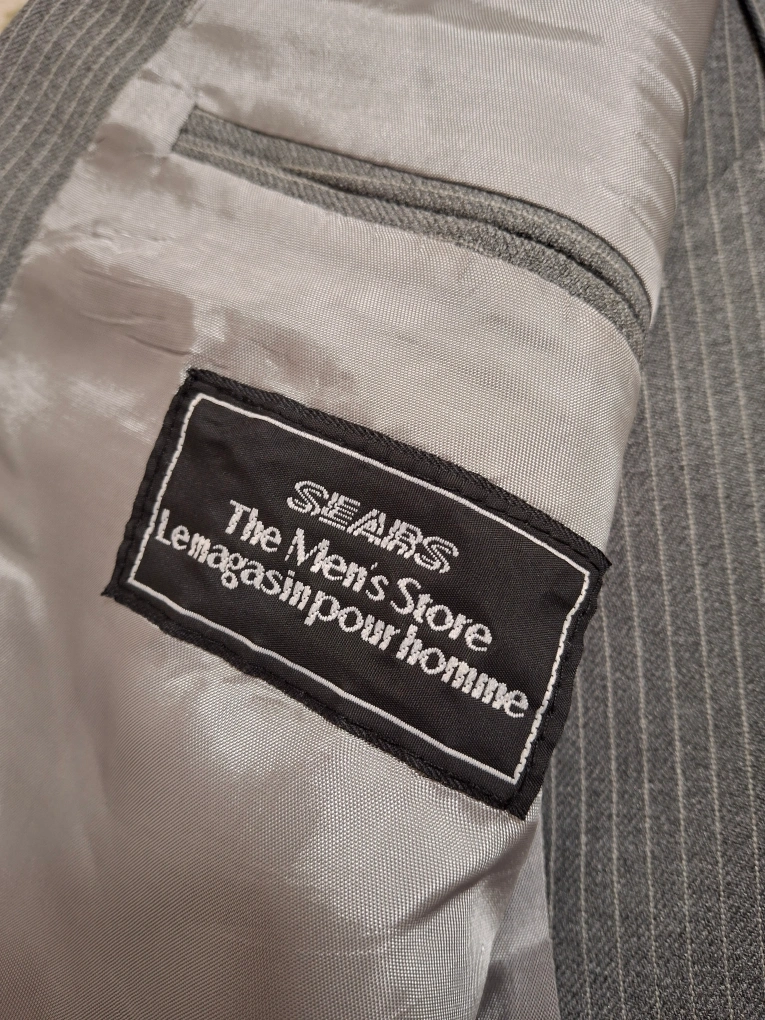 SEARS
The Men's Store
Le magasin pour homme